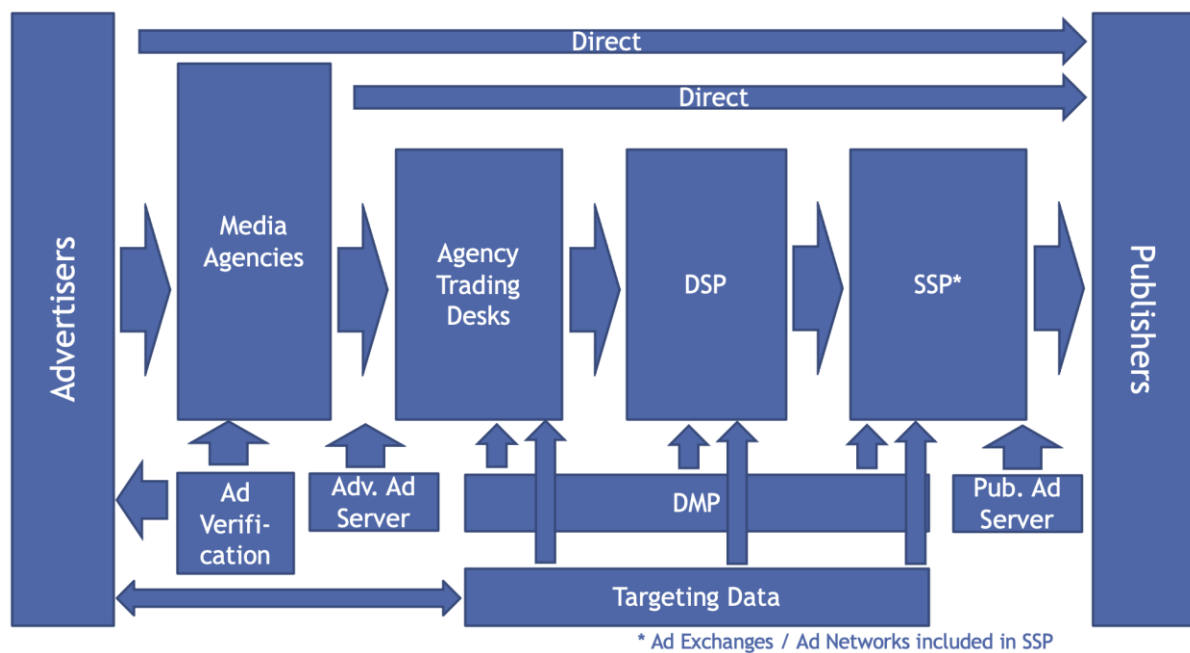 Direct
Direct
Advertisers
Media
Agencies
Agency
Trading
Desks
DSP
SSP*
Publishers
Ad
Verifi-
cation
Adv. Ad
Server
DMP
Pub. Ad
Server
Targeting Data
* Ad Exchanges / Ad Networks included in SSP